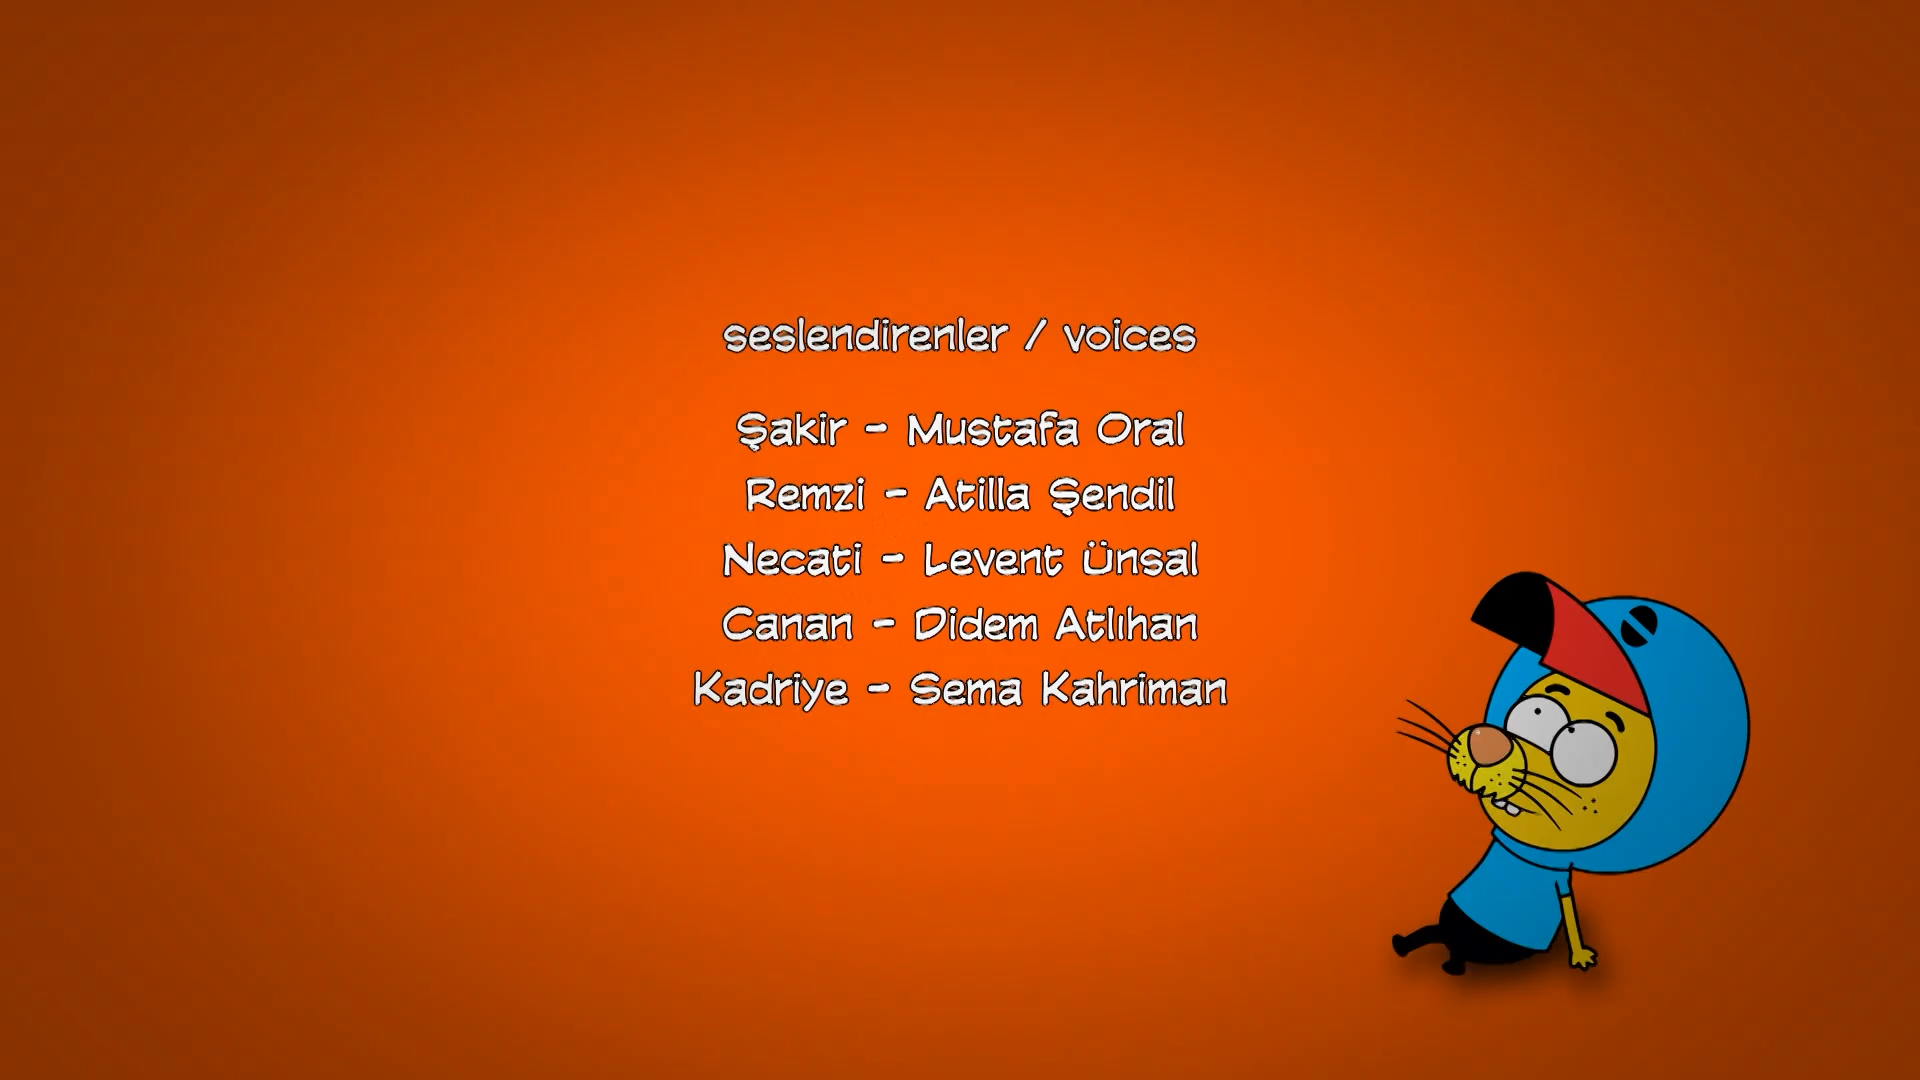 seslendirenler / voices
Şakir - Mustafa Oral
Remzi - Atilla Şendil
Necati - Levent Ünsal
Canan - Didem Atlıhan
Kadriye - Sema Kahriman